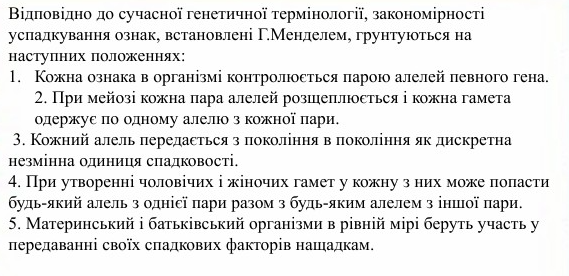 Відповідно до сучасної генетичної термінології, закономірності
успадкування ознак, встановлені Г.Менделем, грунтуються на
наступних положеннях:
1. Кожна ознака в організмі контролюється парою алелей певного гена.
2. При мейозі кожна пара алелей розщеплюється і кожна гамета
одержує по одному алелю з кожної пари.
3. Кожний алель передається з покоління в покоління як дискретна
незмінна одиниця спадковості.
4. При утворенні чоловічих і жіночих гамет у кожну з них може попасти
будь-який алель з однієї пари разом з будь-яким алелем з іншої пари.
5. Материнський і батьківський організми в рівній мірі беруть участь у
передаванні своїх спадкових факторів нащадкам.